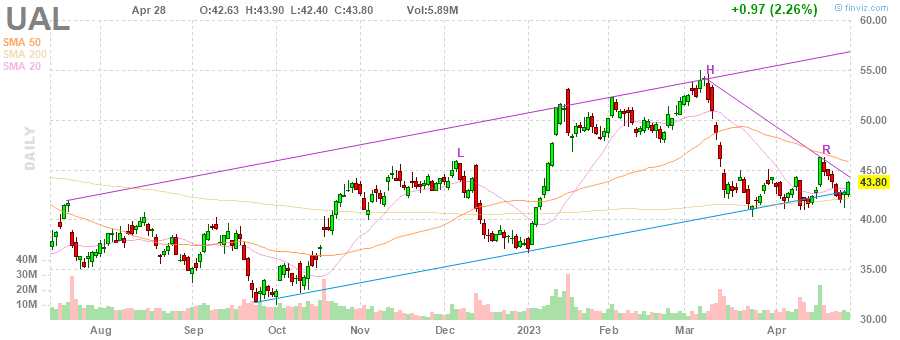 UAL
Apr 28 O:42.63 H:43.90 L:42.40 C:43.80 Vol:5.89M
+0.97 (2.26%)
© finviz.com
SMA 50
SMA 200
SMA 20
DAILY
60.00
55.00
50.00
45.00
43.80
40.00
35.00
30.00
40M
30M
20M
10M
L
H
R
Aug Sep Oct Nov Dec 2023 Feb Mar Apr